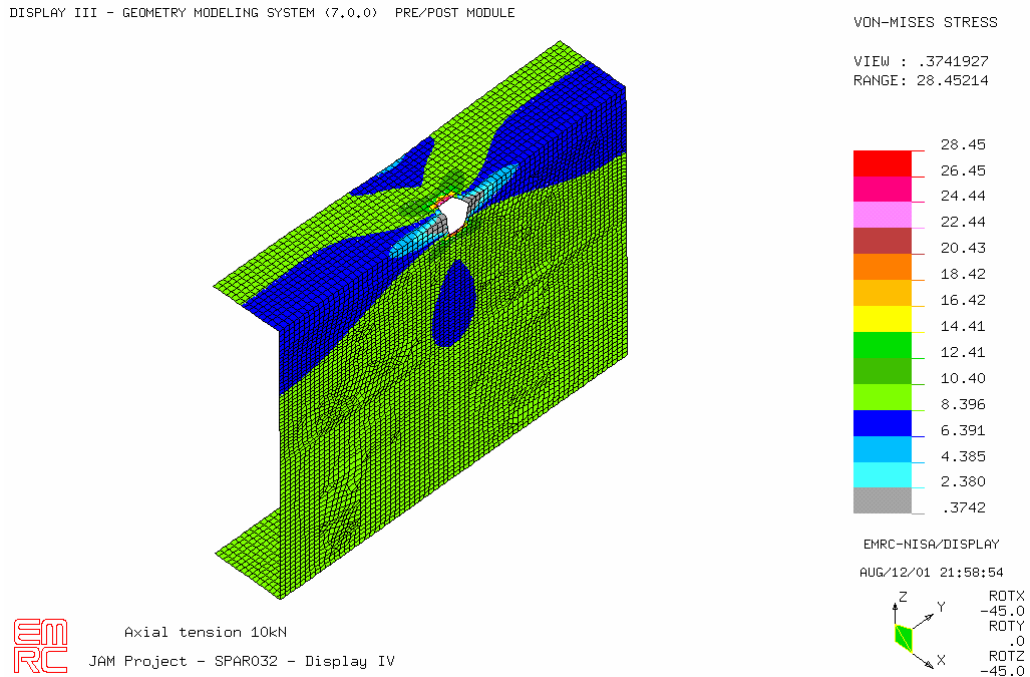 DISPLAY III - GEOMETRY MODELING SYSTEM (7.0.0) PRE/POST MODULE
VON-MISES STRESS
VIEW : .3741927
RANGE: 28.45214
28.45
26.45
24.44
22.44
20.43
18.42
16.42
14.41
12.41
10.40
8.396
6.391
4.385
2.380
.3742
EMRC-NISA/DISPLAY
AUG/12/01 21:58:54
Z
Y
X
ROTX
-45.0
ROTY
.0
ROTZ
-45.0
EM
RC
Axial tension 10kN
JAM Project - SPAR032 - Display IV